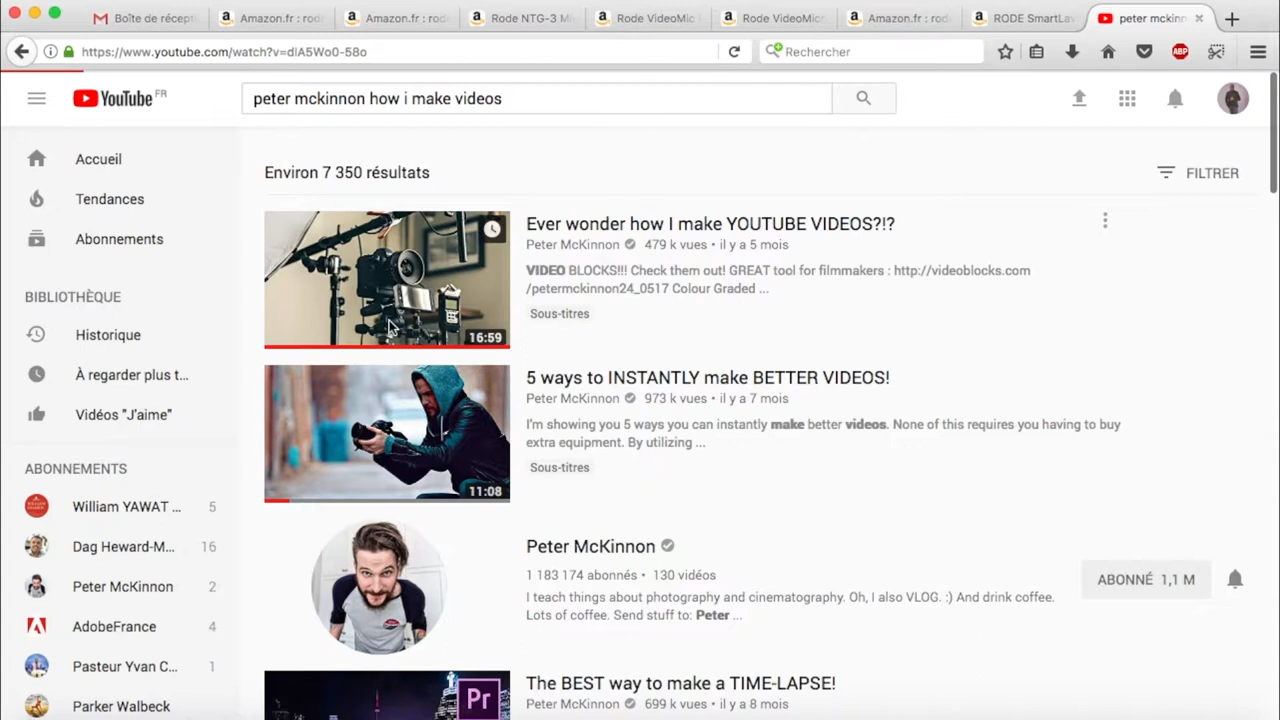 Boîte de récept
Amazon.fr : rode
Amazon.fr : rode
Rode NTG-3 Mi
Rode VideoMic
Rode VideoMicr
Amazon.fr : rod
RODE SmartLav
peter mckinn
https://www.youtube.com/watch?v=dIA5Wo0-58o
Rechercher
ABP
YouTube FR
peter mckinnon how i make videos
Accueil
Tendances
Abonnements
BIBLIOTHÈQUE
Historique
À regarder plus t...
Vidéos "J'aime"
ABONNEMENTS
William YAWAT ... 5
Dag Heward-M... 16
Peter McKinnon 2
AdobeFrance 4
Pasteur Yvan C... 1
Parker Walbeck
Environ 7 350 résultats
FILTRER
16:59
Ever wonder how I make YOUTUBE VIDEOS?!?
Peter McKinnon 479 k vues • il y a 5 mois
VIDEO BLOCKS!!! Check them out! GREAT tool for filmmakers : http://videoblocks.com
/petermckinnon24_0517 Colour Graded ...
Sous-titres
11:08
5 ways to INSTANTLY make BETTER VIDEOS!
Peter McKinnon 973 k vues • il y a 7 mois
I'm showing you 5 ways you can instantly make better videos. None of this requires you having to buy
extra equipment. By utilizing ...
Sous-titres
Peter McKinnon
1 183 174 abonnés • 130 vidéos
I teach things about photography and cinematography. Oh, I also VLOG. :) And drink coffee.
Lots of coffee. Send stuff to: Peter ...
ABONNÉ 1,1 M
Pr
The BEST way to make a TIME-LAPSE!
Peter McKinnon 699 k vues • il y a 8 mois